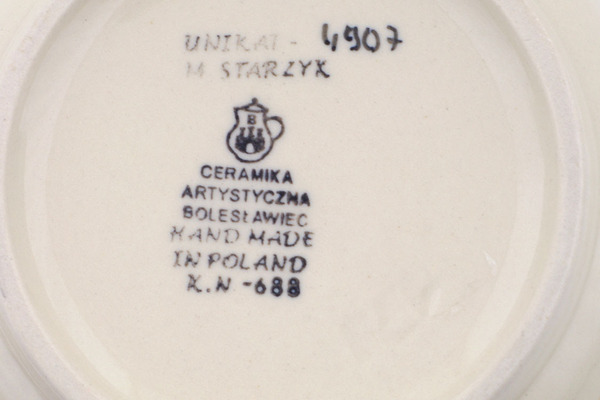 UNIKAT - 4907
M STARZYK
B
CERAMIKA
ARTYSTYCZNA
BOLESŁAWIEC
HAND MADE
IN POLAND
K.N -688